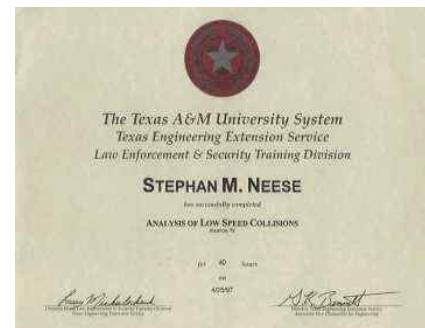 The Texas A&M University System
Texas Engineering Extension Service
Law Enforcement & Security Training Division
STEPHAN M. NEESE
has successfully completed
ANALYSIS OF LOW SPEED COLLISIONS
for 40 hours
on
4/25/97